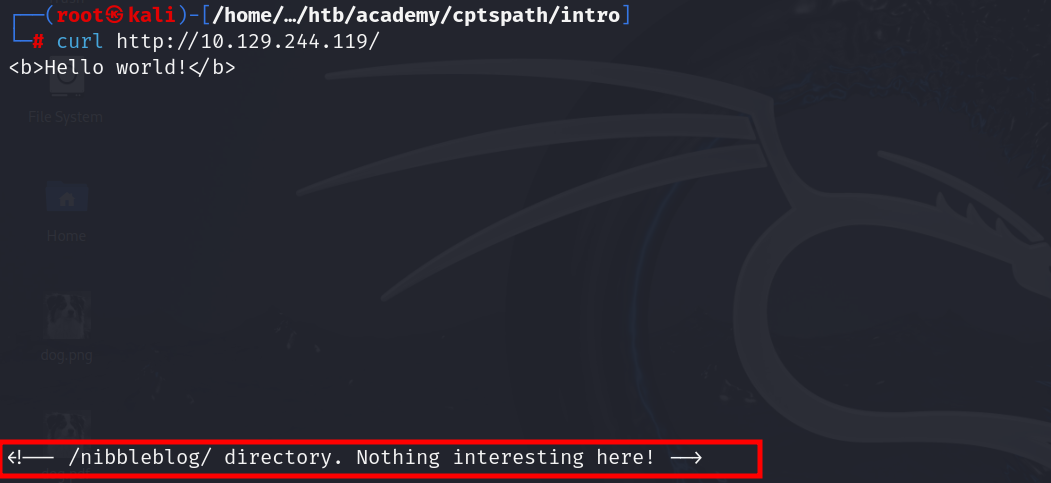 ┌──(root㉿kali)-[/home/…/htb/academy/cptspath/intro]
└─# curl http://10.129.244.119/
<b>Hello world!</b>
File System
Home
dog.png
<!-- /nibbleblog/ directory. Nothing interesting here! -->